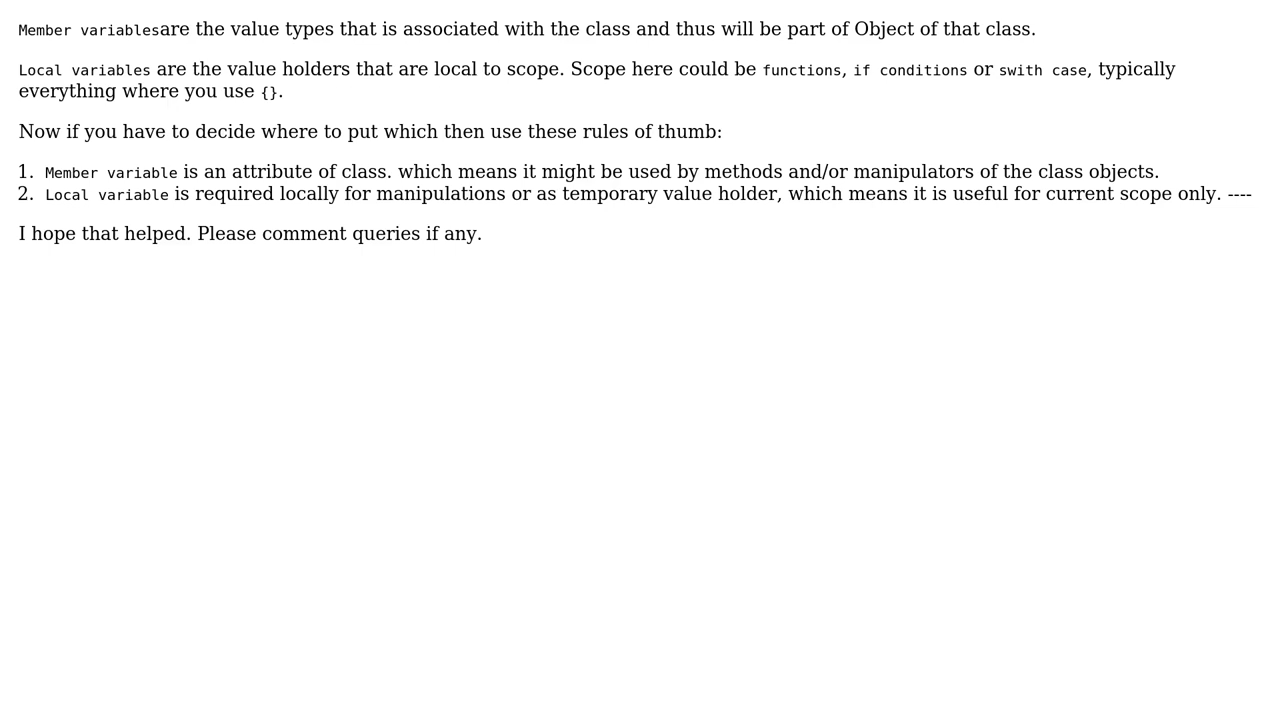 Member variablesare the value types that is associated with the class and thus will be part of Object of that class.
Local variables are the value holders that are local to scope. Scope here could be functions, if conditions or swith case, typically
everything where you use {}.
Now if you have to decide where to put which then use these rules of thumb:
1. Member variable is an attribute of class. which means it might be used by methods and/or manipulators of the class objects.
2. Local variable is required locally for manipulations or as temporary value holder, which means it is useful for current scope only. ----
I hope that helped. Please comment queries if any.